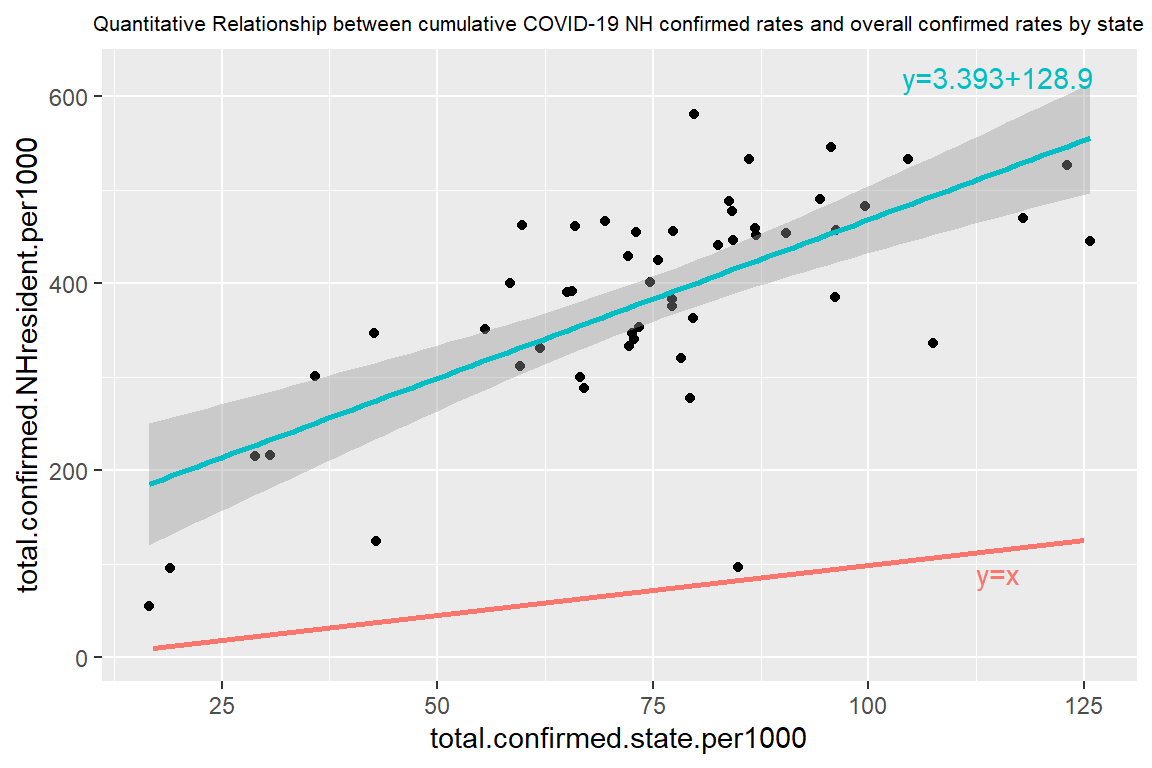 Quantitative Relationship between cumulative COVID-19 NH confirmed rates and overall confirmed rates by state
y=3.393+128.9
600
400
200
0
total.confirmed.NHresident.per1000
y=x
25 50 75 100 125
total.confirmed.state.per1000